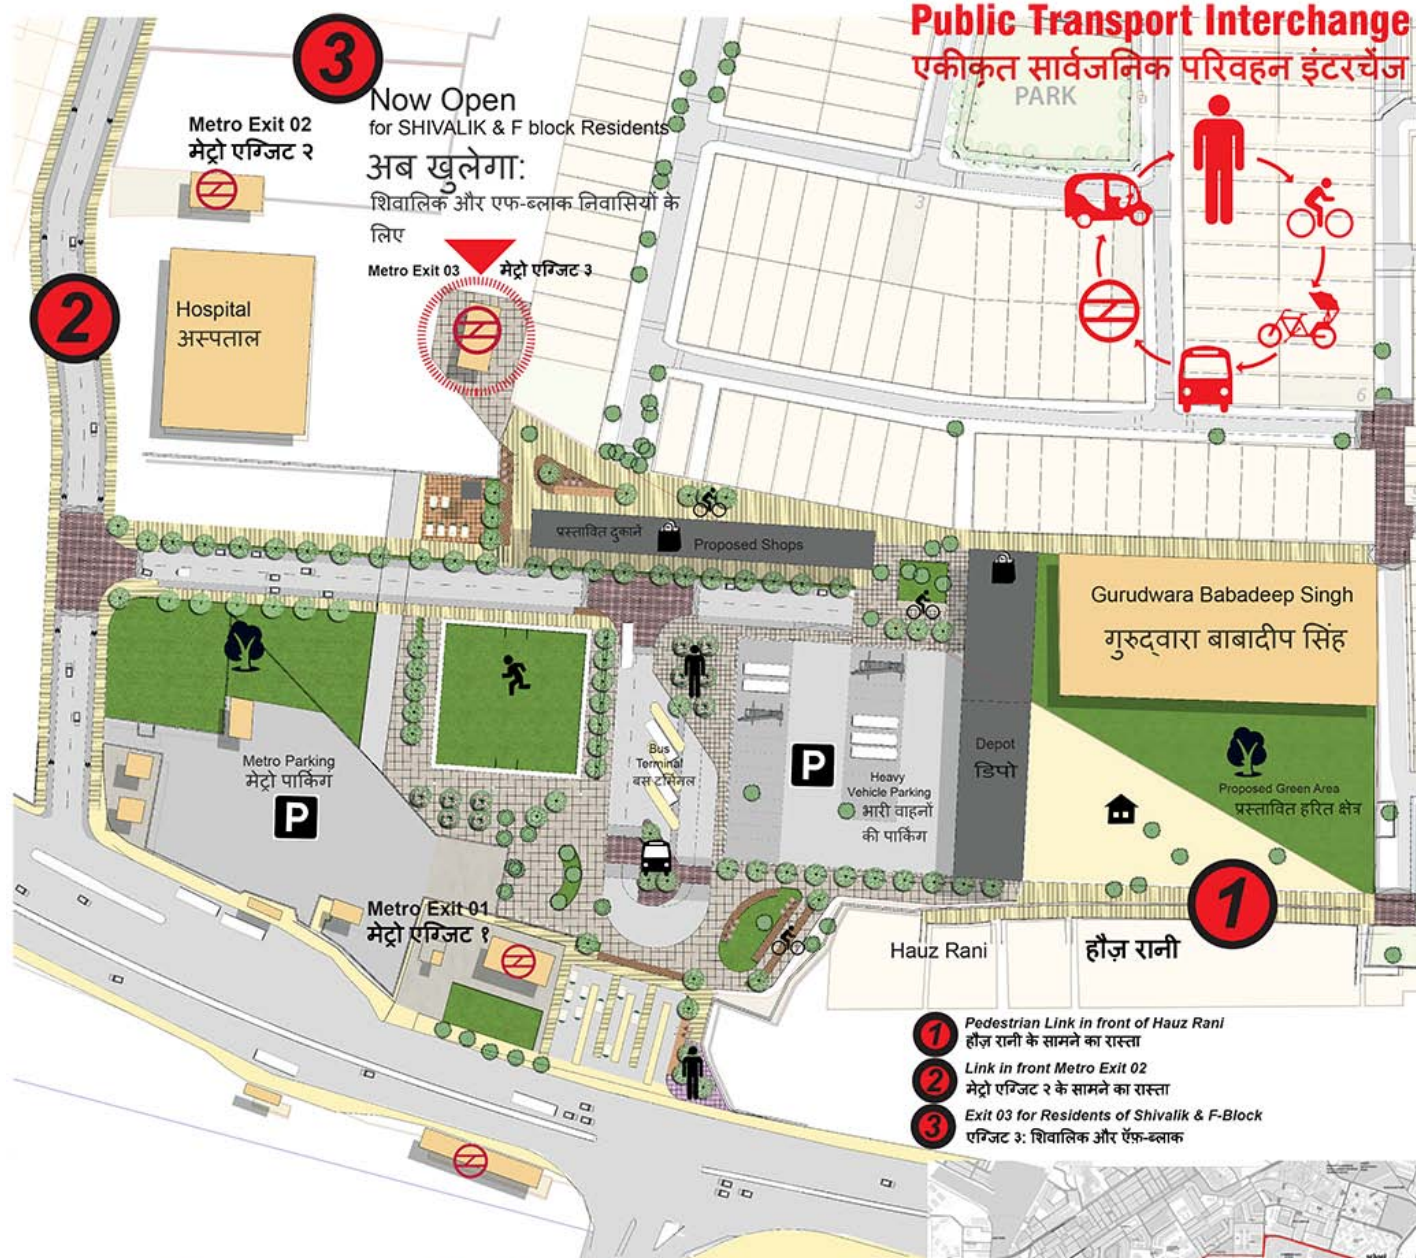 Public Transport Interchange
एकीकृत सार्वजनिक परिवहन इंटरचेंज
PARK
3
Now Open
for SHIVALIK & F block Residents
अब खुलेगा:
शिवालिक और एफ-ब्लाक निवासियों के
लिए
Metro Exit 02
मेट्रो एग्जिट २
Metro Exit 03 मेट्रो एग्जिट ३
3
2
Hospital
अस्पताल
6
प्रस्तावित दुकानें
Proposed Shops
Gurudwara Babadeep Singh
गुरुद्वारा बाबादीप सिंह
Metro Parking
मेट्रो पार्किंग
P
Bus
Terminal
बस टर्मिनल
P
Heavy
Vehicle Parking
भारी वाहनों
की पार्किंग
Depot
डिपो
Proposed Green Area
प्रस्तावित हरित क्षेत्र
1
Metro Exit 01
मेट्रो एग्जिट १
Hauz Rani
हौज़ रानी
1 Pedestrian Link in front of Hauz Rani
हौज़ रानी के सामने का रास्ता
2 Link in front Metro Exit 02
मेट्रो एग्जिट २ के सामने का रास्ता
3 Exit 03 for Residents of Shivalik & F-Block
एग्जिट ३: शिवालिक और ऍफ़-ब्लाक